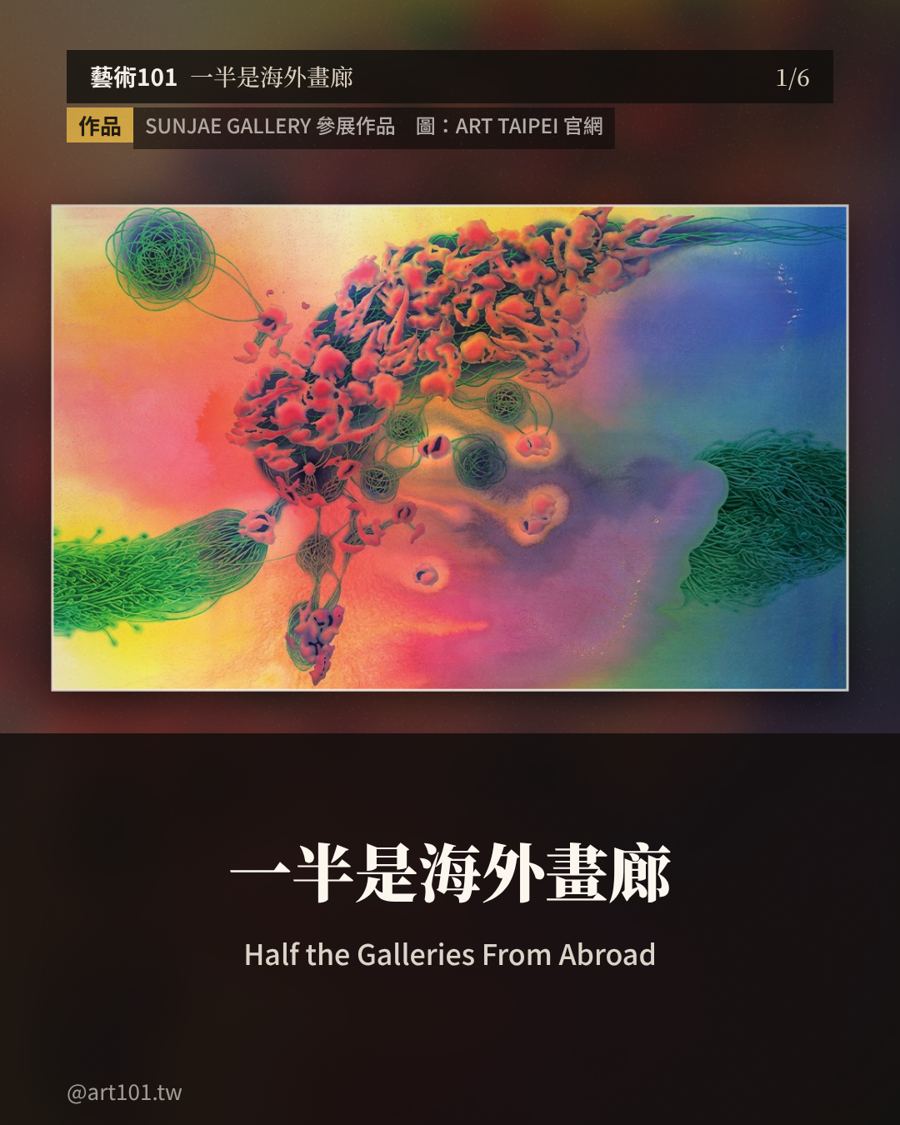 藝術101 一半是海外畫廊 1/6
作品 SUNJAE GALLERY 參展作品 圖：ART TAIPEI 官網
一半是海外畫廊
Half the Galleries From Abroad
@art101.tw